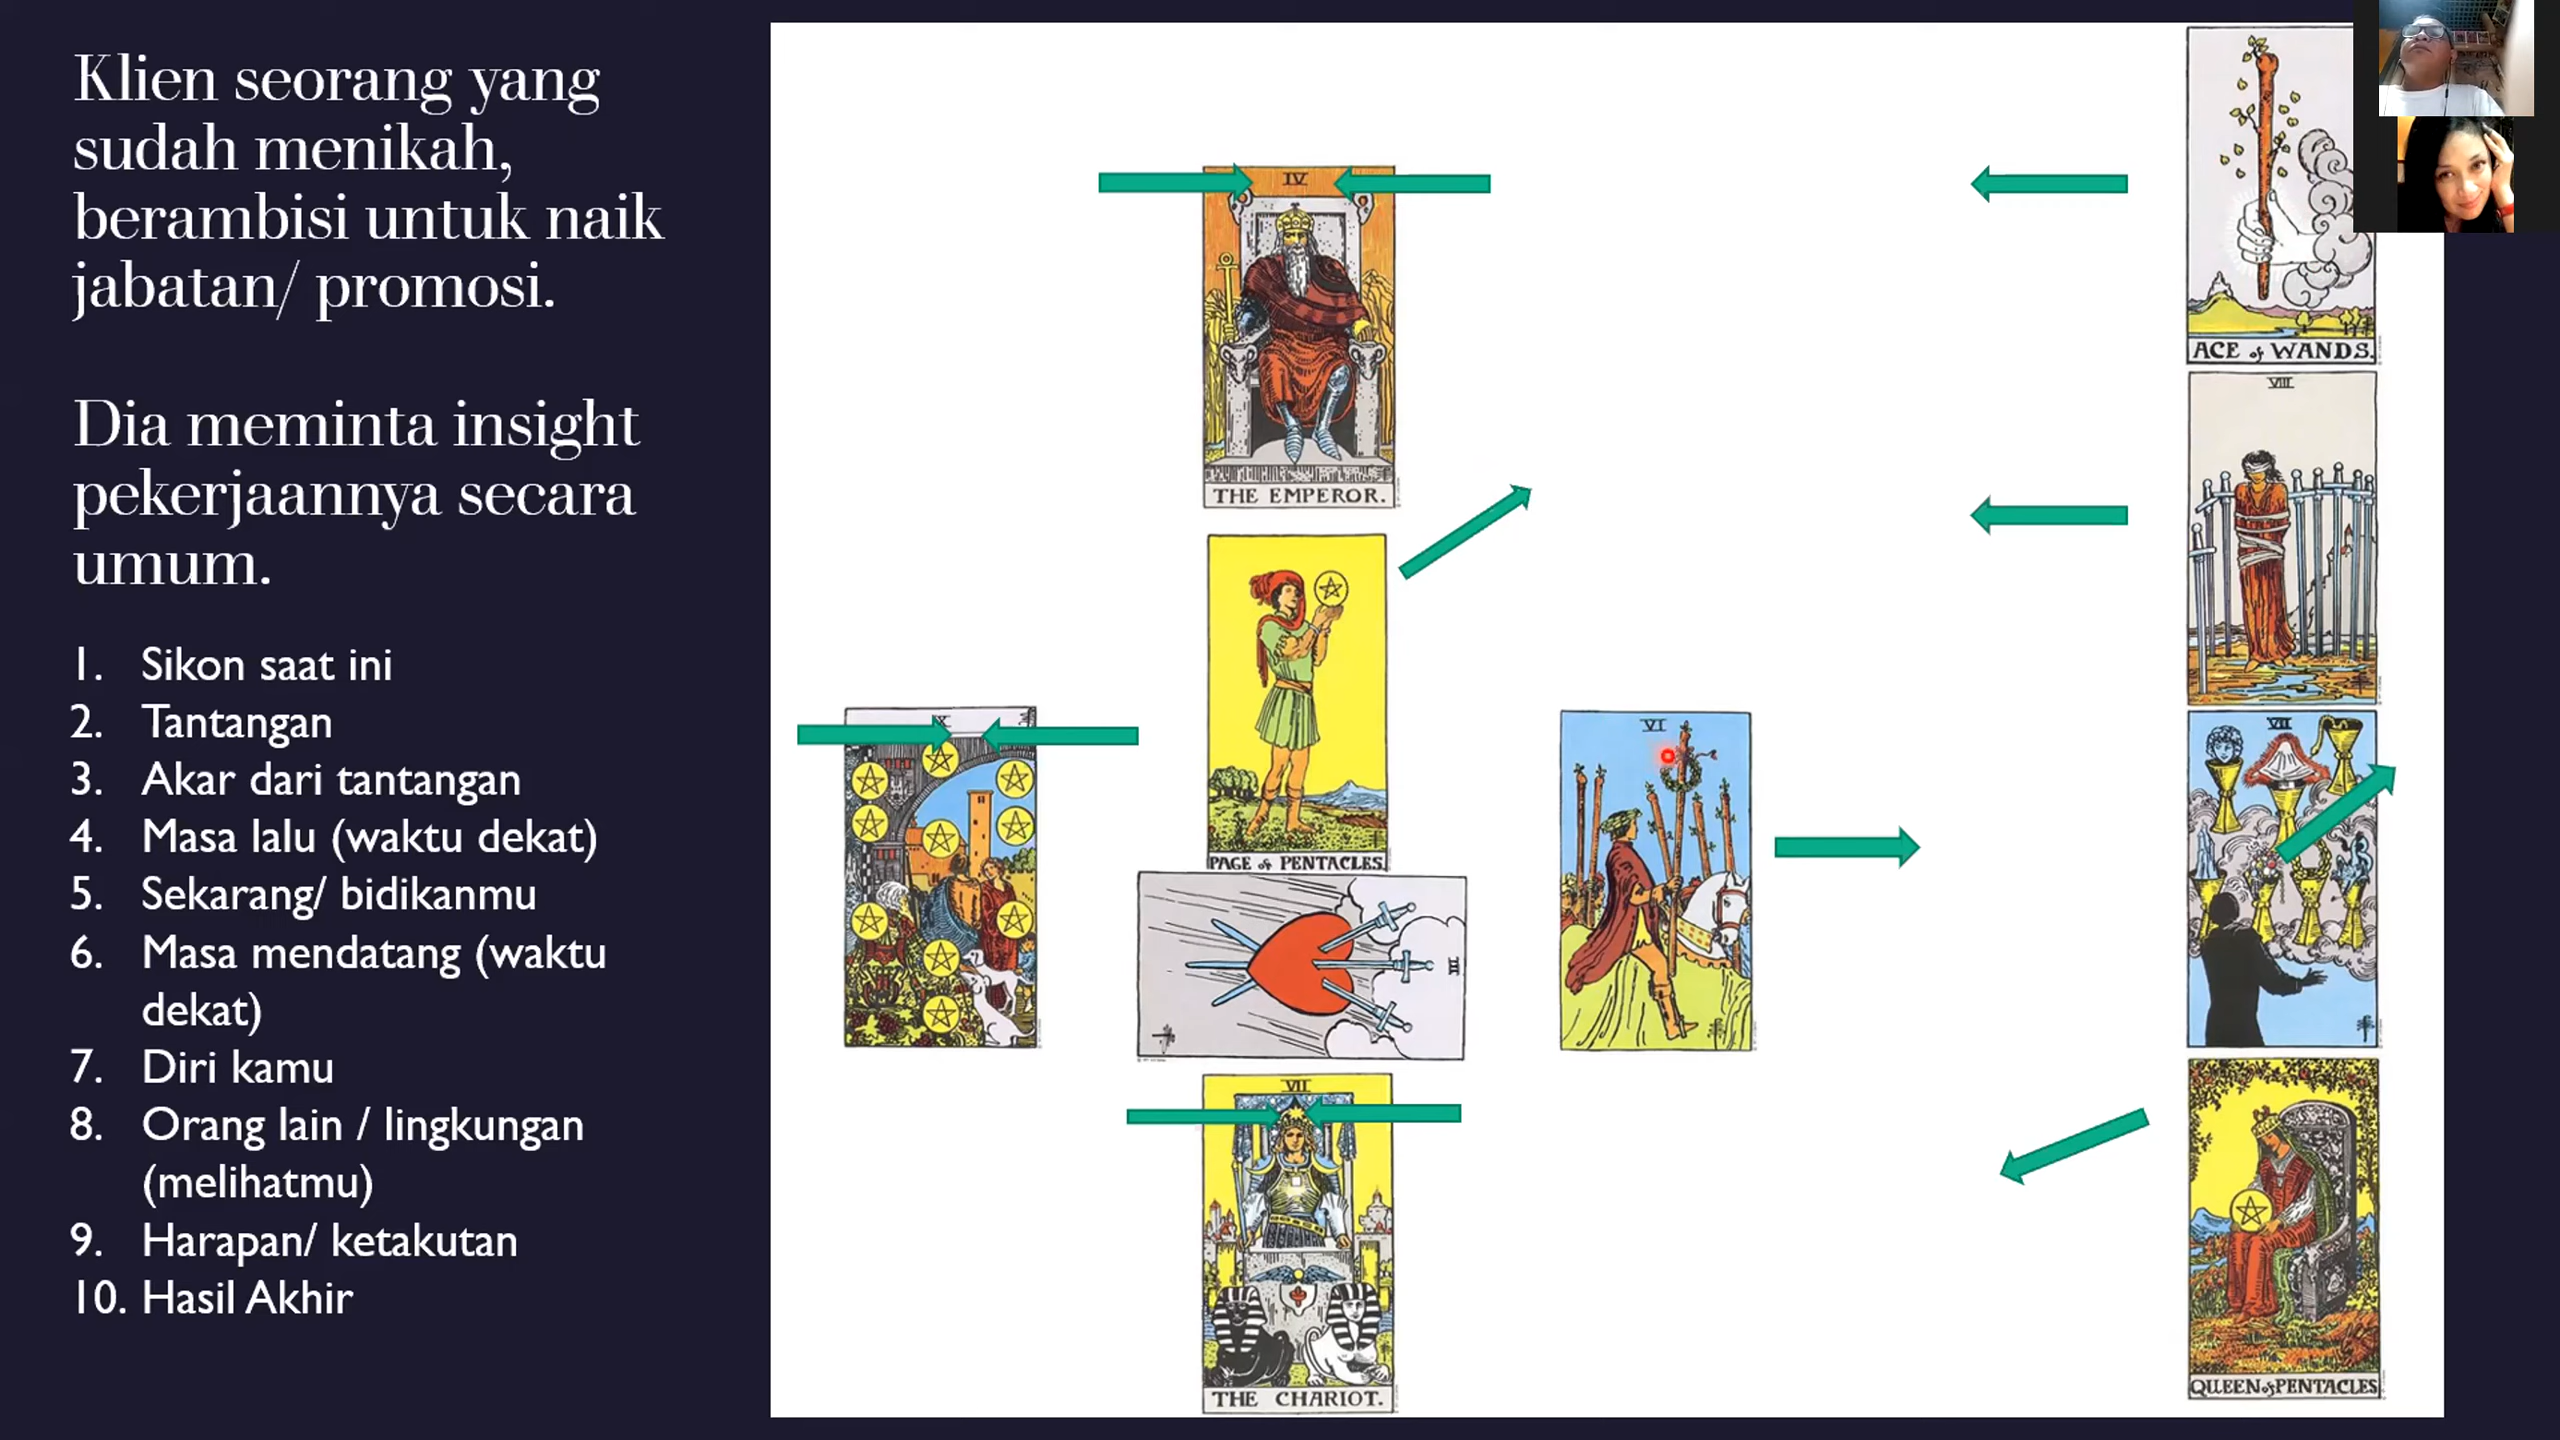 Klien seorang yang
sudah menikah,
berambisi untuk naik
jabatan/ promosi.
Dia meminta insight
pekerjaannya secara
umum.
1. Sikon saat ini
2. Tantangan
3. Akar dari tantangan
4. Masa lalu (waktu dekat)
5. Sekarang/ bidikanmu
6. Masa mendatang (waktu
dekat)
7. Diri kamu
8. Orang lain / lingkungan
(melihatmu)
9. Harapan/ ketakutan
10. Hasil Akhir
IV
THE EMPEROR.
PAGE of PENTACLES.
X
III
VI
VII
THE CHARIOT.
ACE of WANDS.
VIII
VII
QUEEN of PENTACLES